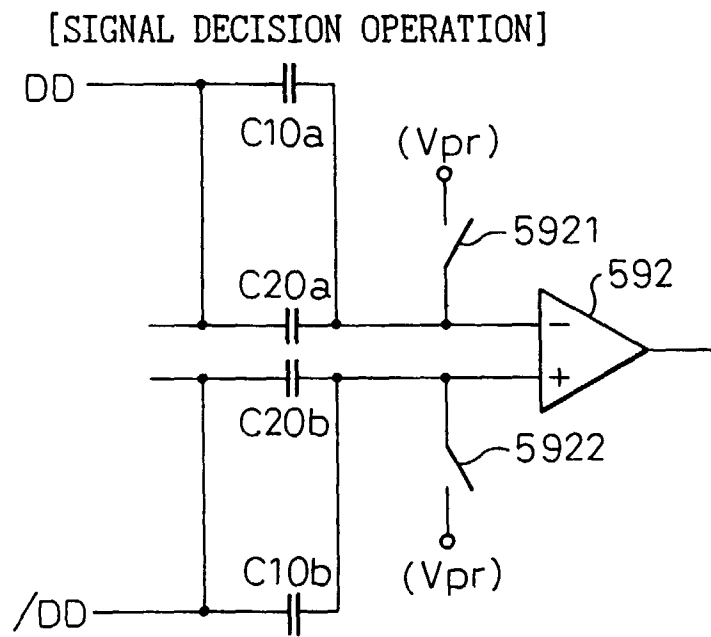 [SIGNAL DECISION OPERATION]
DD
C10a
(Vpr)
5921
C20a
592
−
+
C20b
5922
C10b
(Vpr)
/DD